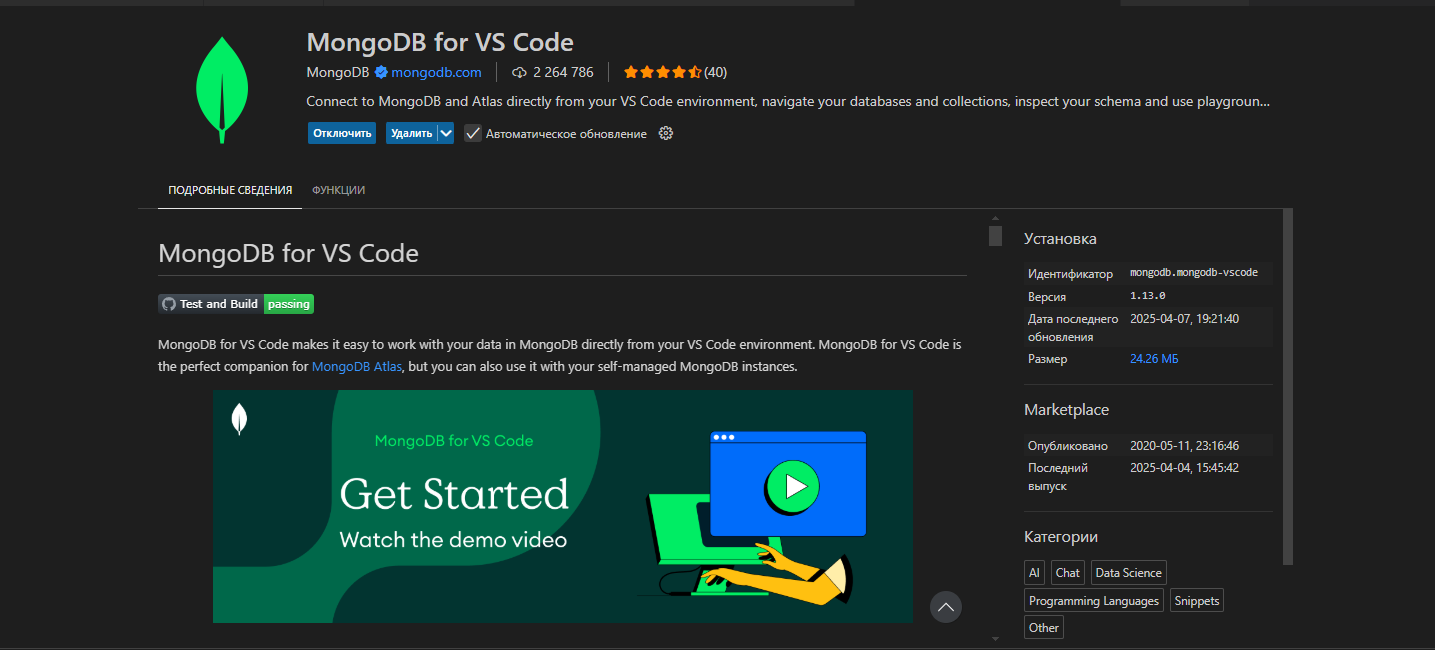 MongoDB for VS Code
MongoDB mongodb.com 2 264 786 (40)
Connect to MongoDB and Atlas directly from your VS Code environment, navigate your databases and collections, inspect your schema and use playgroun...
Отключить Удалить Автоматическое обновление
ПОДРОБНЫЕ СВЕДЕНИЯ ФУНКЦИИ
MongoDB for VS Code
Test and Build passing
MongoDB for VS Code makes it easy to work with your data in MongoDB directly from your VS Code environment. MongoDB for VS Code is
the perfect companion for MongoDB Atlas, but you can also use it with your self-managed MongoDB instances.
MongoDB for VS Code
Get Started
Watch the demo video
Установка
Идентификатор mongodb.mongodb-vscode
Версия 1.13.0
Дата последнего 2025-04-07, 19:21:40
обновления
Размер 24.26 МБ
Marketplace
Опубликовано 2020-05-11, 23:16:46
Последний 2025-04-04, 15:45:42
выпуск
Категории
AI Chat Data Science
Programming Languages Snippets
Other